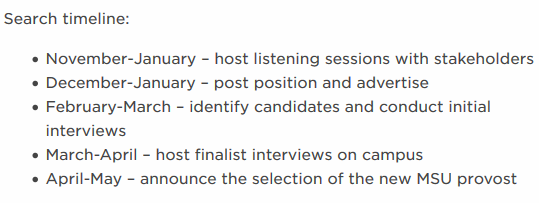 Search timeline:
• November-January – host listening sessions with stakeholders
• December-January – post position and advertise
• February-March – identify candidates and conduct initial
interviews
• March-April – host finalist interviews on campus
• April-May – announce the selection of the new MSU provost